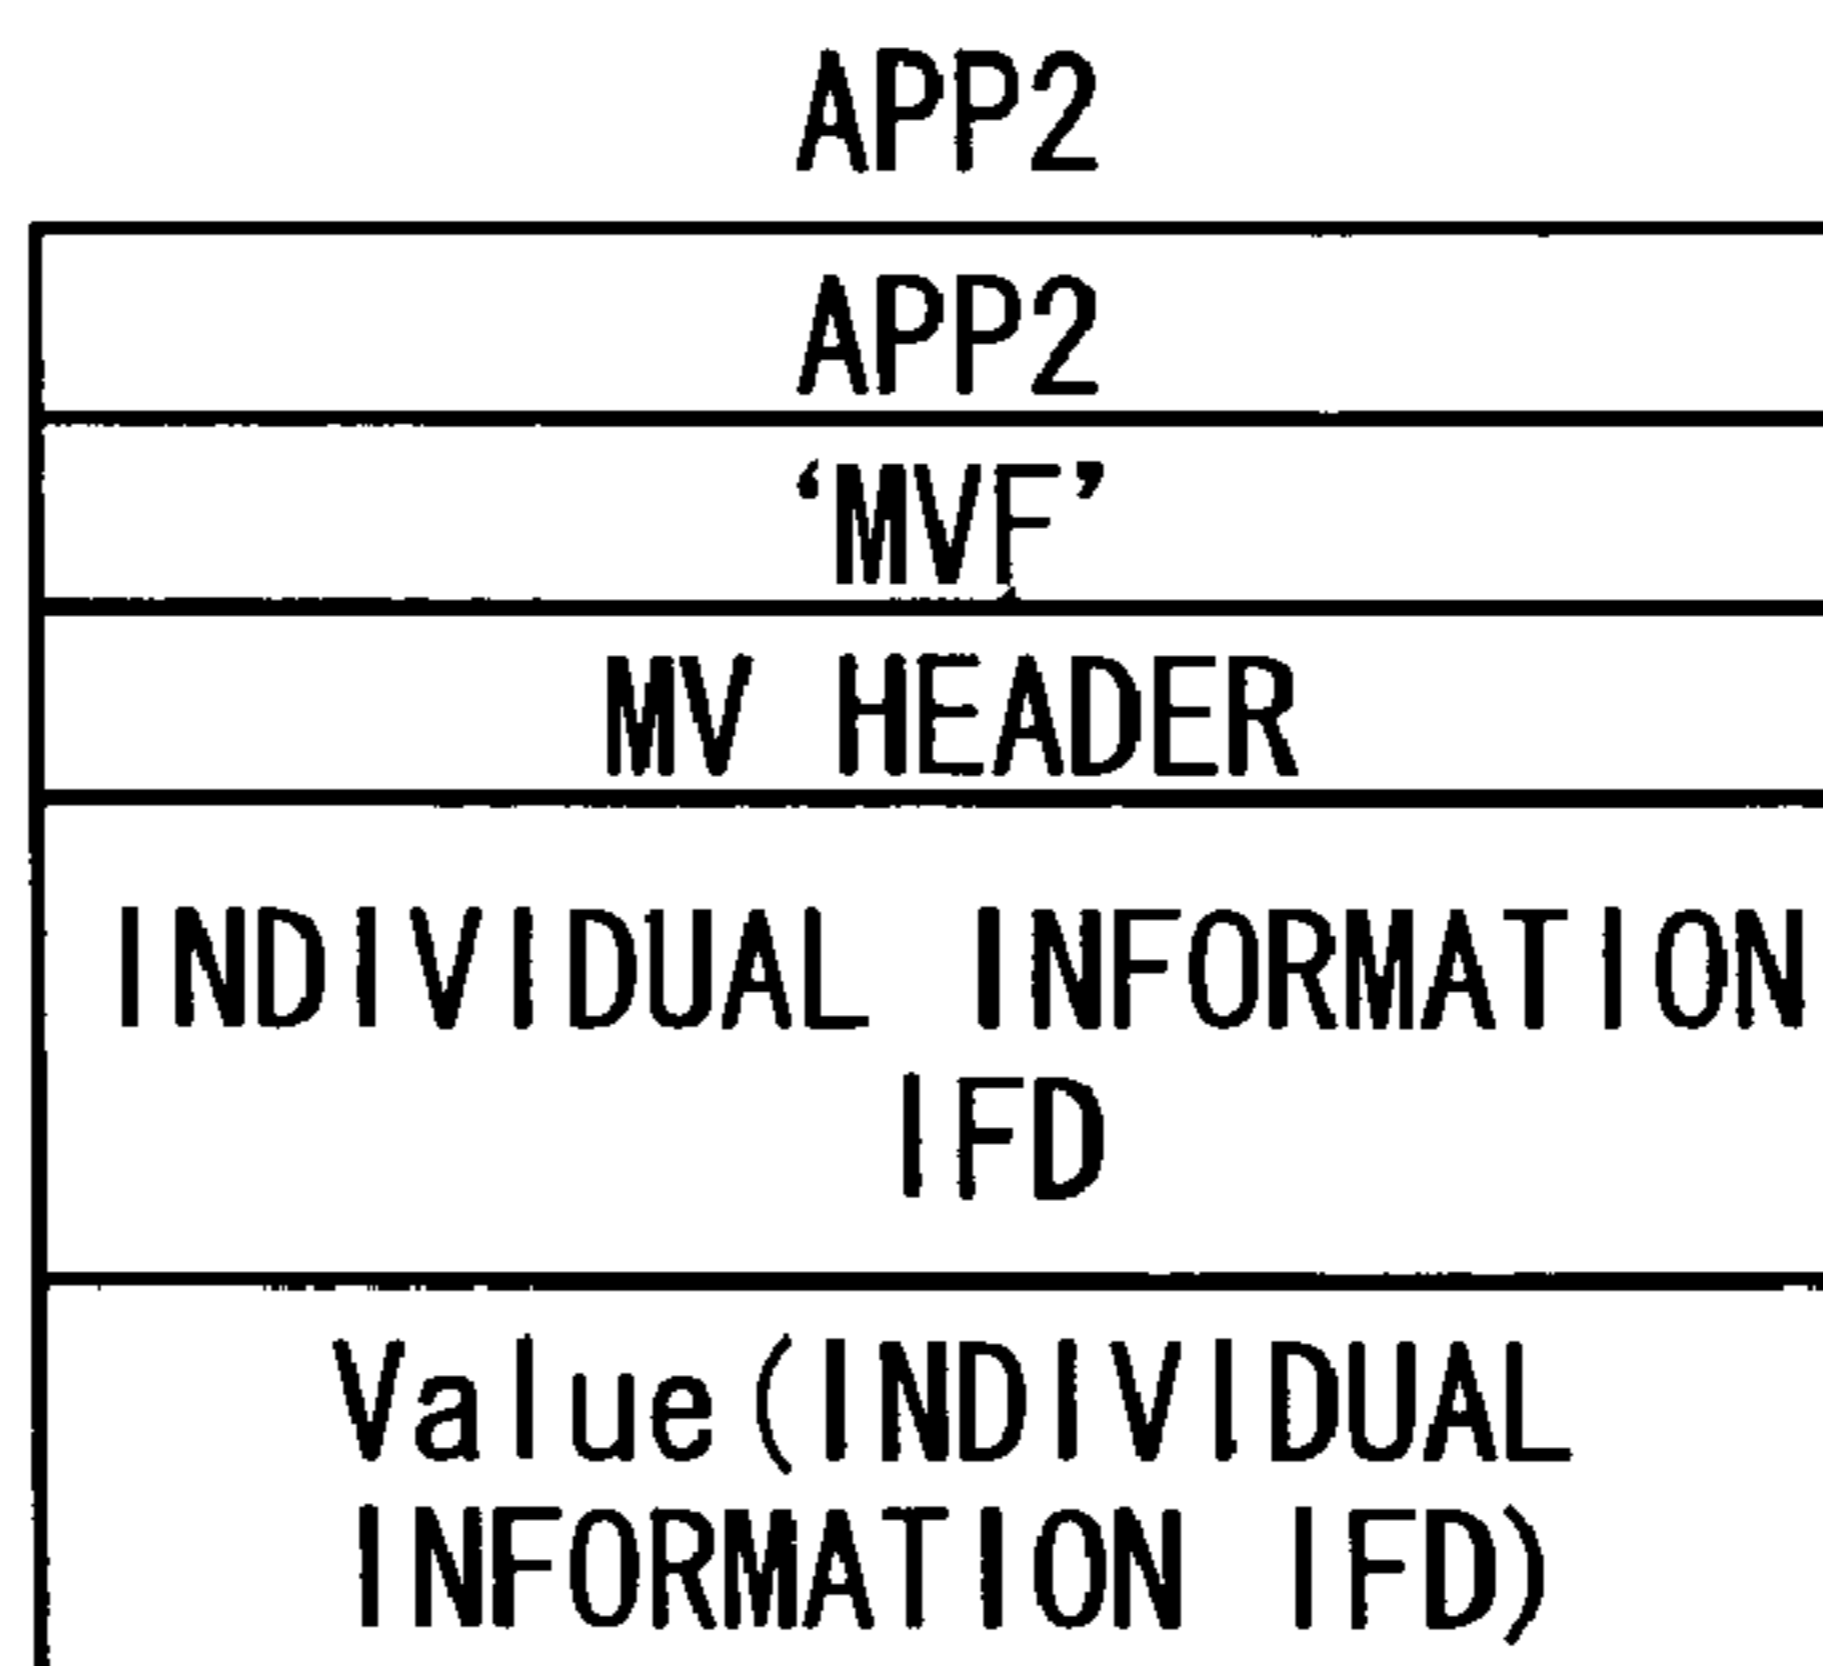 APP2
APP2
‘MVF’
MV HEADER
INDIVIDUAL INFORMATION
IFD
Value(INDIVIDUAL
INFORMATION IFD)